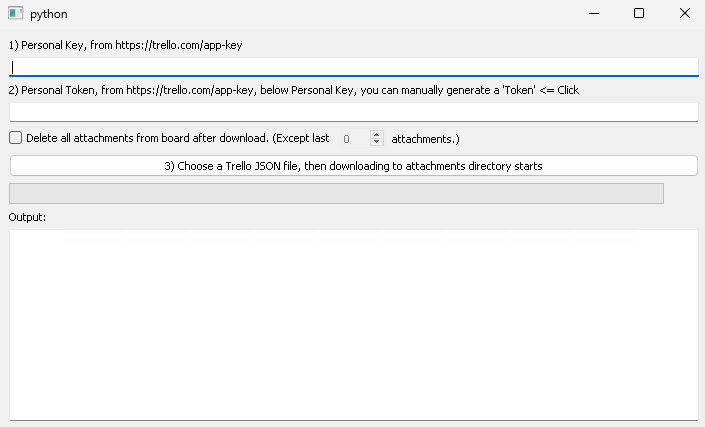 python
1) Personal Key, from https://trello.com/app-key
2) Personal Token, from https://trello.com/app-key, below Personal Key, you can manually generate a 'Token' <= Click
Delete all attachments from board after download. (Except last 0 attachments.)
3) Choose a Trello JSON file, then downloading to attachments directory starts
Output: